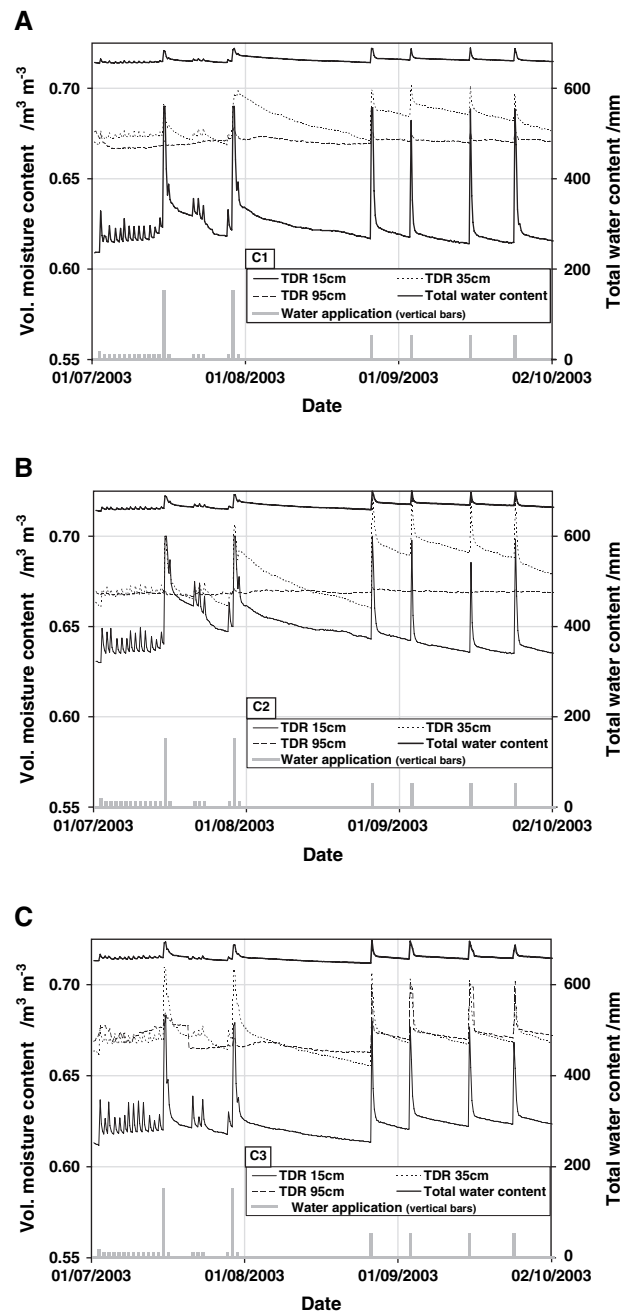 A
Vol. moisture content /m³ m⁻³
Total water content /mm
0.70
0.65
0.60
0.55
600
400
200
0
C1
TDR 15cm
TDR 35cm
TDR 95cm
Total water content
Water application (vertical bars)
01/07/2003
01/08/2003
01/09/2003
02/10/2003
Date
B
Vol. moisture content /m³ m⁻³
Total water content /mm
0.70
0.65
0.60
0.55
600
400
200
0
C2
TDR 15cm
TDR 35cm
TDR 95cm
Total water content
Water application (vertical bars)
01/07/2003
01/08/2003
01/09/2003
02/10/2003
Date
C
Vol. moisture content /m³ m⁻³
Total water content /mm
0.70
0.65
0.60
0.55
600
400
200
0
C3
TDR 15cm
TDR 35cm
TDR 95cm
Total water content
Water application (vertical bars)
01/07/2003
01/08/2003
01/09/2003
02/10/2003
Date